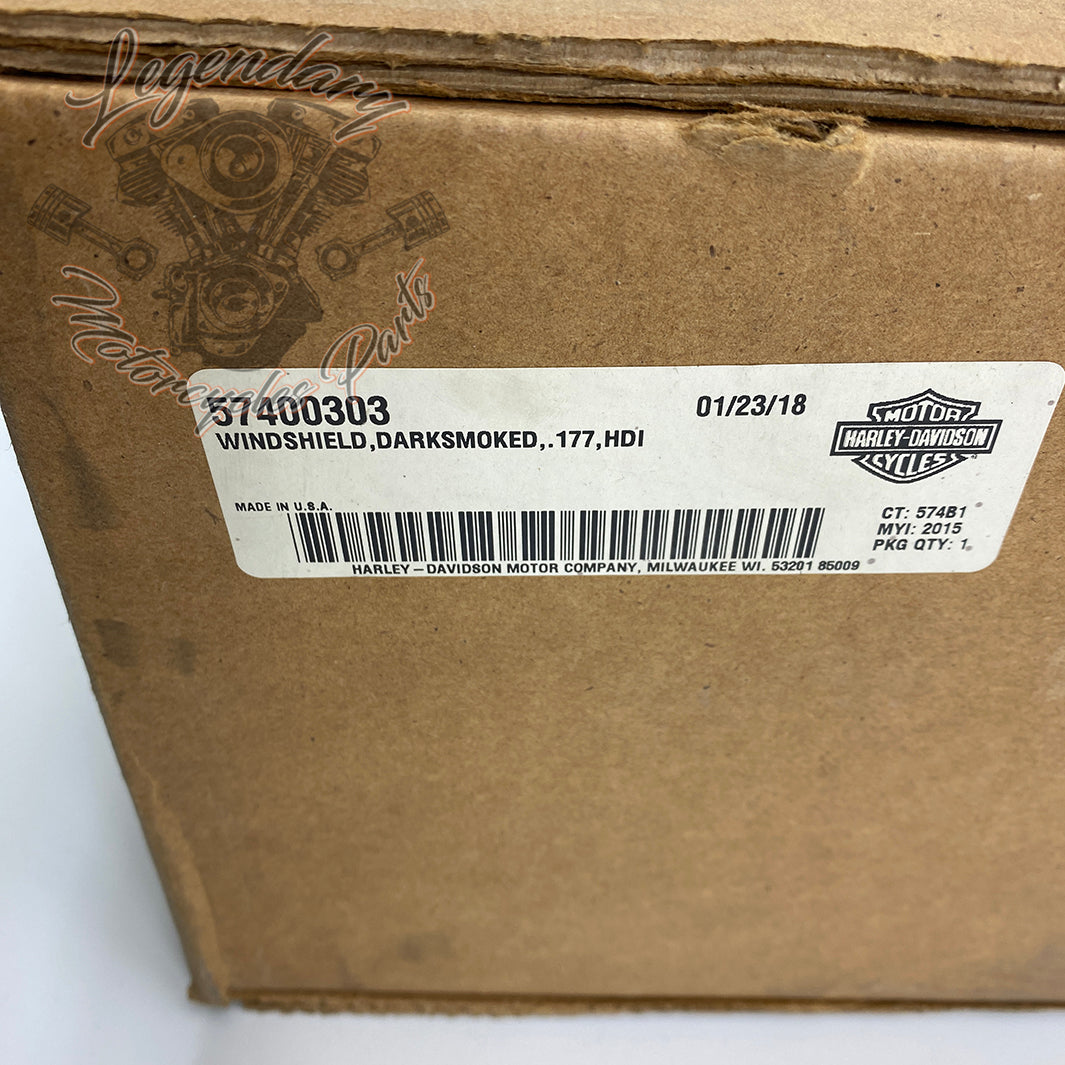 Legendary
Motorcycles Parts
57400303
01/23/18
WINDSHIELD,DARKSMOKED,.177,HDI
MOTOR
HARLEY-DAVIDSON
CYCLES
MADE IN U.S.A.
CT: 574B1
MYI: 2015
PKG QTY: 1
HARLEY – DAVIDSON MOTOR COMPANY, MILWAUKEE WI. 53201 85009